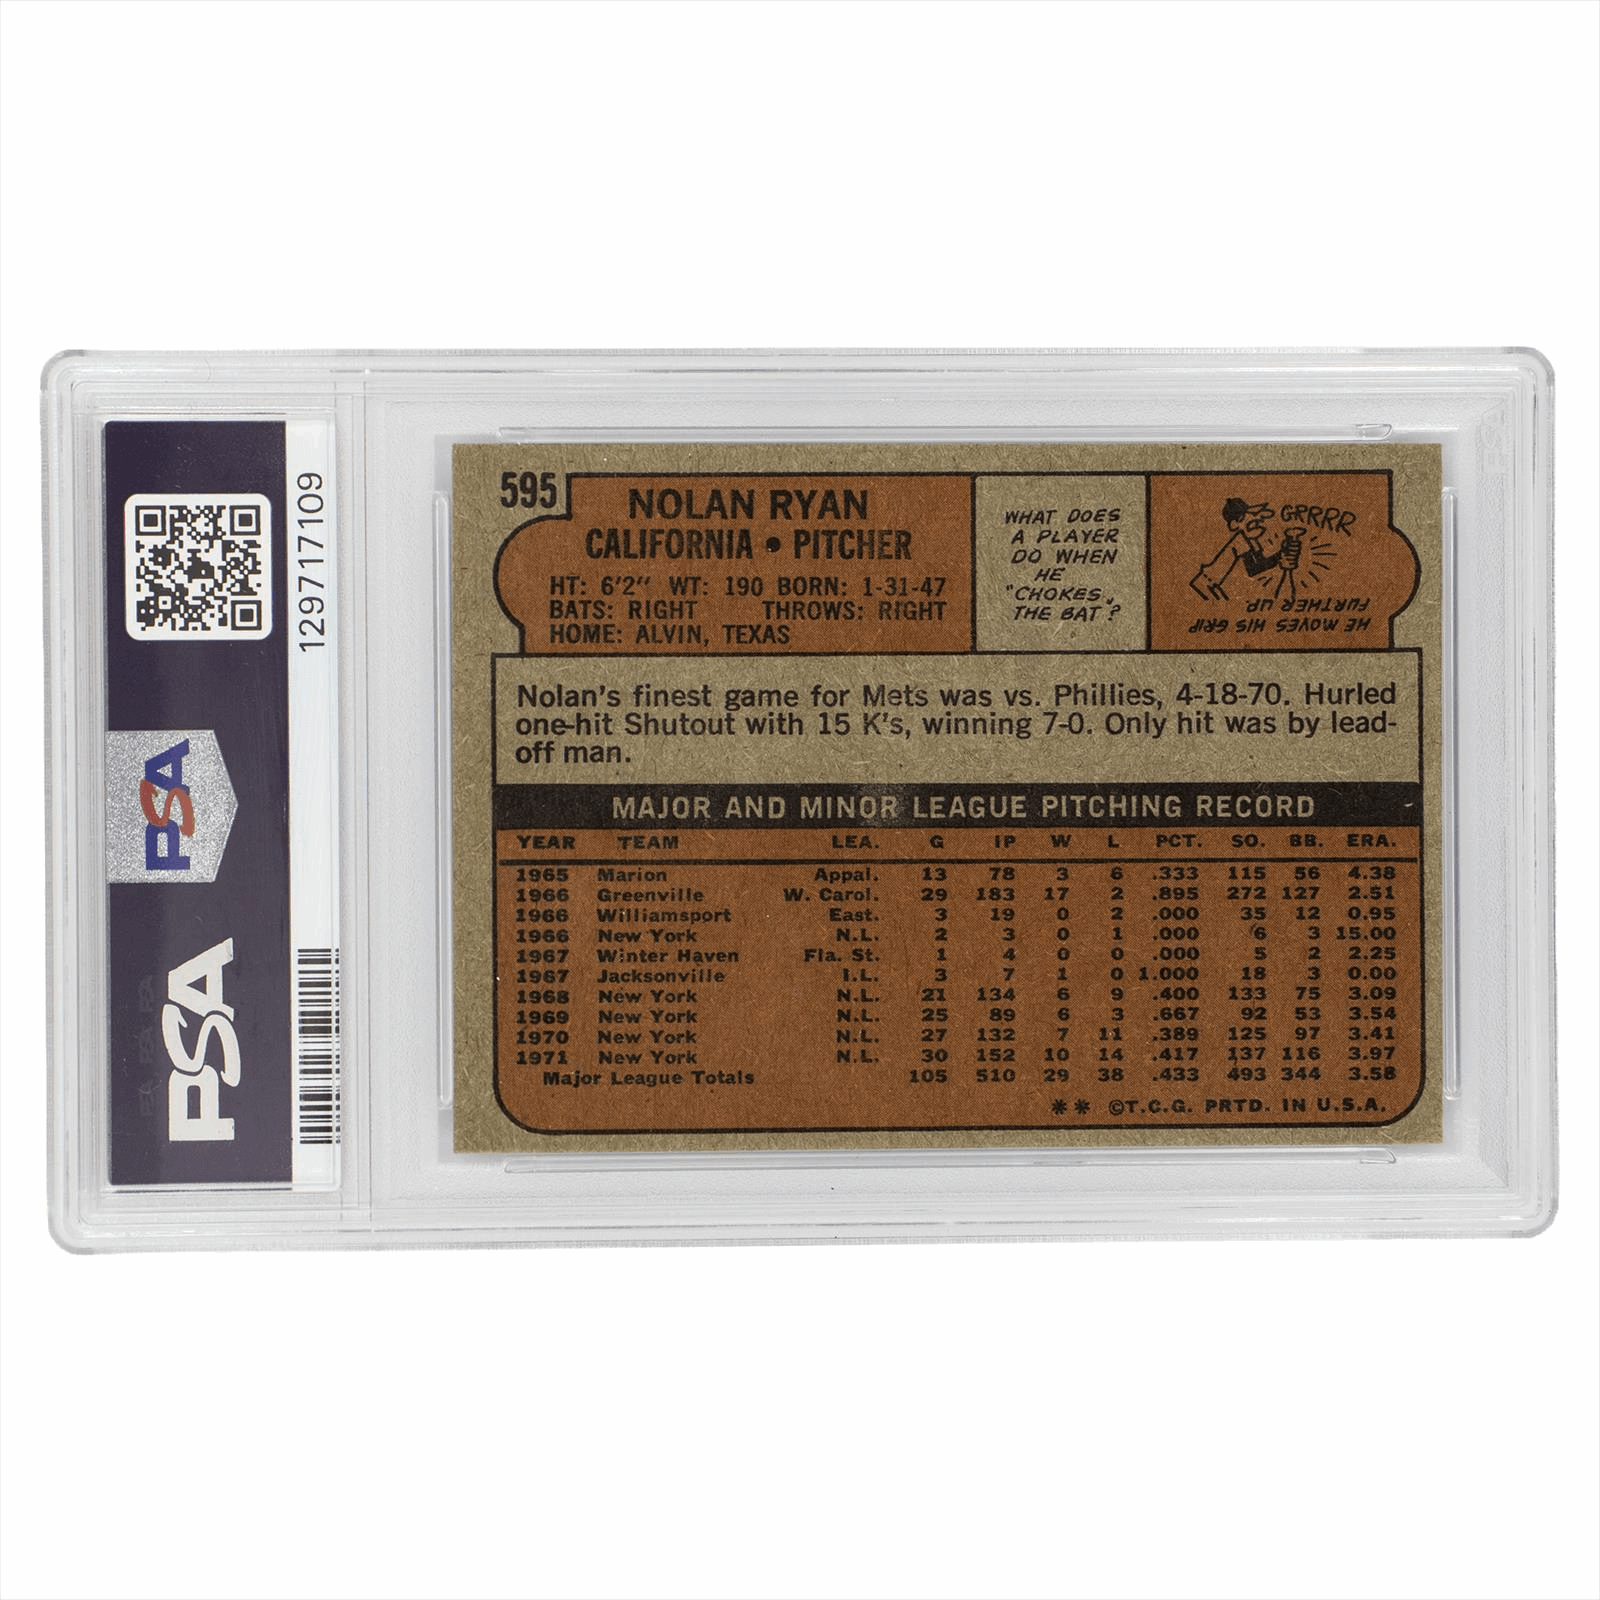 129717109
PSA
PSA
595
NOLAN RYAN
CALIFORNIA • PITCHER
HT: 6'2" WT: 190 BORN: 1-31-47
BATS: RIGHT THROWS: RIGHT
HOME: ALVIN, TEXAS
WHAT DOES
A PLAYER
DO WHEN
HE
"CHOKES"
THE BAT?
GRRRR
HE MOVES HIS GRIP
FURTHER UP.
Nolan's finest game for Mets was vs. Phillies, 4-18-70. Hurled
one-hit Shutout with 15 K's, winning 7-0. Only hit was by lead-
off man.
MAJOR AND MINOR LEAGUE PITCHING RECORD
YEAR TEAM LEA. G IP W L PCT. SO. BB. ERA.
1965 Marion Appal. 13 78 3 6 .333 115 56 4.38
1966 Greenville W. Carol. 29 183 17 2 .895 272 127 2.51
1966 Williamsport East. 3 19 0 2 .000 35 12 0.95
1966 New York N.L. 2 3 0 1 .000 6 3 15.00
1967 Winter Haven Fla. St. 1 4 0 0 .000 5 2 2.25
1967 Jacksonville I.L. 3 7 1 0 1.000 18 3 0.00
1968 New York N.L. 21 134 6 9 .400 133 75 3.09
1969 New York N.L. 25 89 6 3 .667 92 53 3.54
1970 New York N.L. 27 132 7 11 .389 125 97 3.41
1971 New York N.L. 30 152 10 14 .417 137 116 3.97
Major League Totals 105 510 29 38 .433 493 344 3.58
** ©T.C.G. PRTD. IN U.S.A.